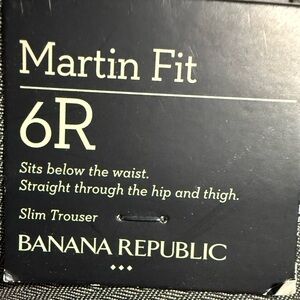 Martin Fit
6R
Sits below the waist.
Straight through the hip and thigh.
Slim Trouser
BANANA REPUBLIC